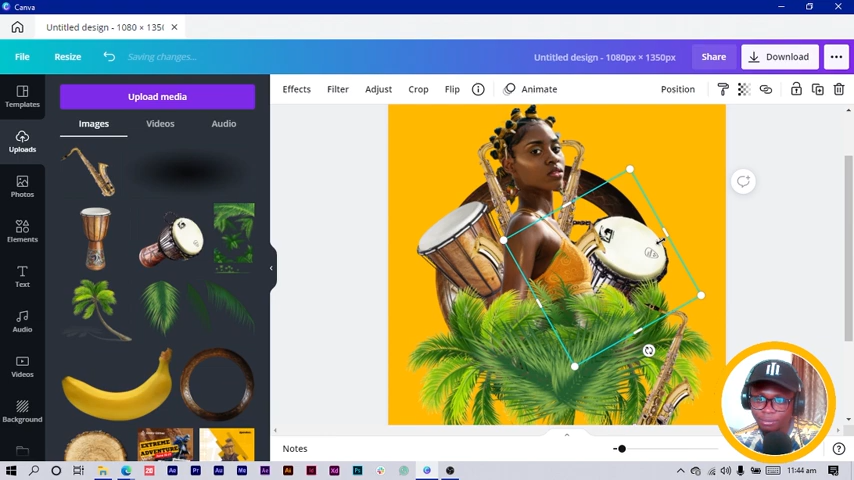 Canva
Untitled design - 1080 × 1350
File
Resize
Saving changes...
Untitled design - 1080px × 1350px
Share
Download
Templates
Uploads
Photos
Elements
Text
Audio
Videos
Background
Upload media
Images
Videos
Audio
EXTREME
ADVENTURE
Effects
Filter
Adjust
Crop
Flip
Animate
Position
Notes
11:44 am